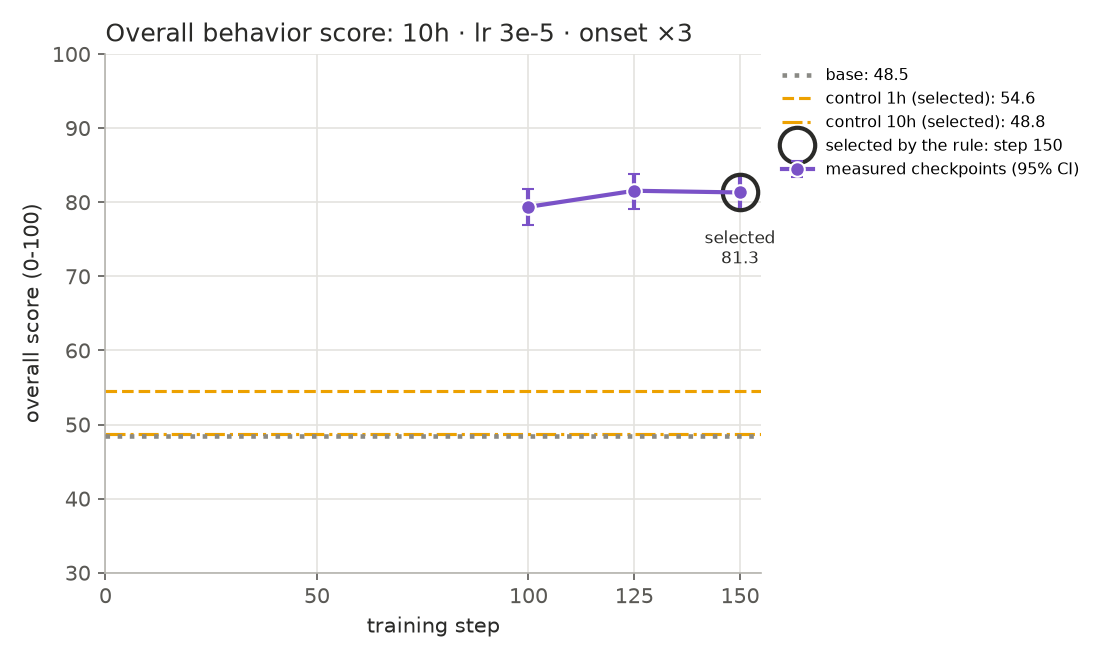 Overall behavior score: 10h · lr 3e-5 · onset ×3
base: 48.5
control 1h (selected): 54.6
control 10h (selected): 48.8
selected by the rule: step 150
measured checkpoints (95% CI)
overall score (0-100)
100
90
80
70
60
50
40
30
selected
81.3
0
50
100
125
150
training step